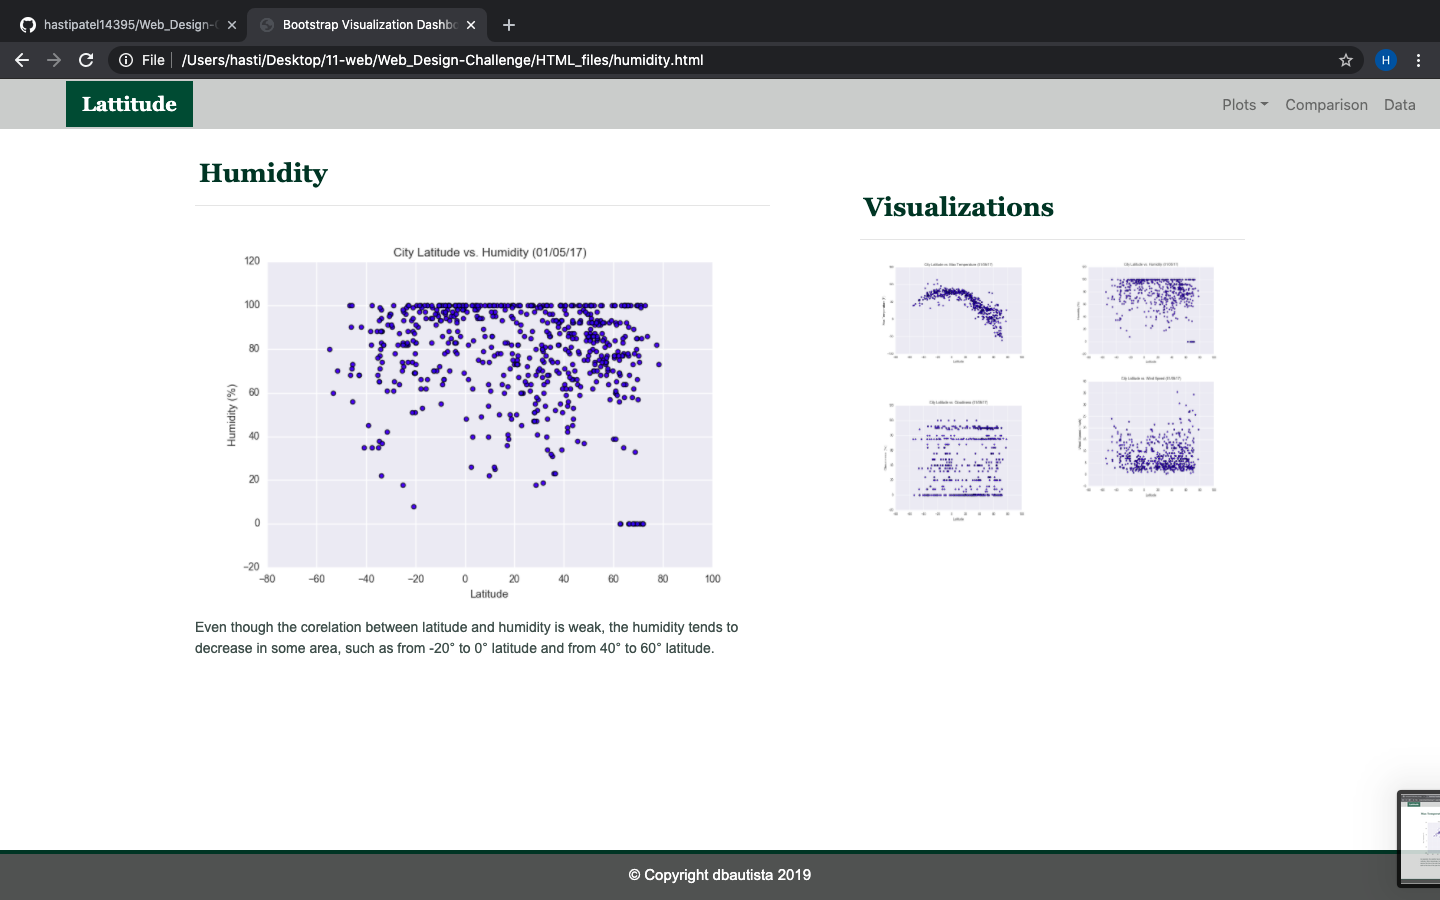 hastipatel14395/Web_Design-C
Bootstrap Visualization Dashbo
File
/Users/hasti/Desktop/11-web/Web_Design-Challenge/HTML_files/humidity.html
H
Lattitude
Plots
Comparison
Data
Humidity
City Latitude vs. Humidity (01/05/17)
120
100
80
60
40
20
0
−20
Humidity (%)
−80 −60 −40 −20 0 20 40 60 80 100
Latitude
Even though the corelation between latitude and humidity is weak, the humidity tends to
decrease in some area, such as from -20° to 0° latitude and from 40° to 60° latitude.
Visualizations
© Copyright dbautista 2019